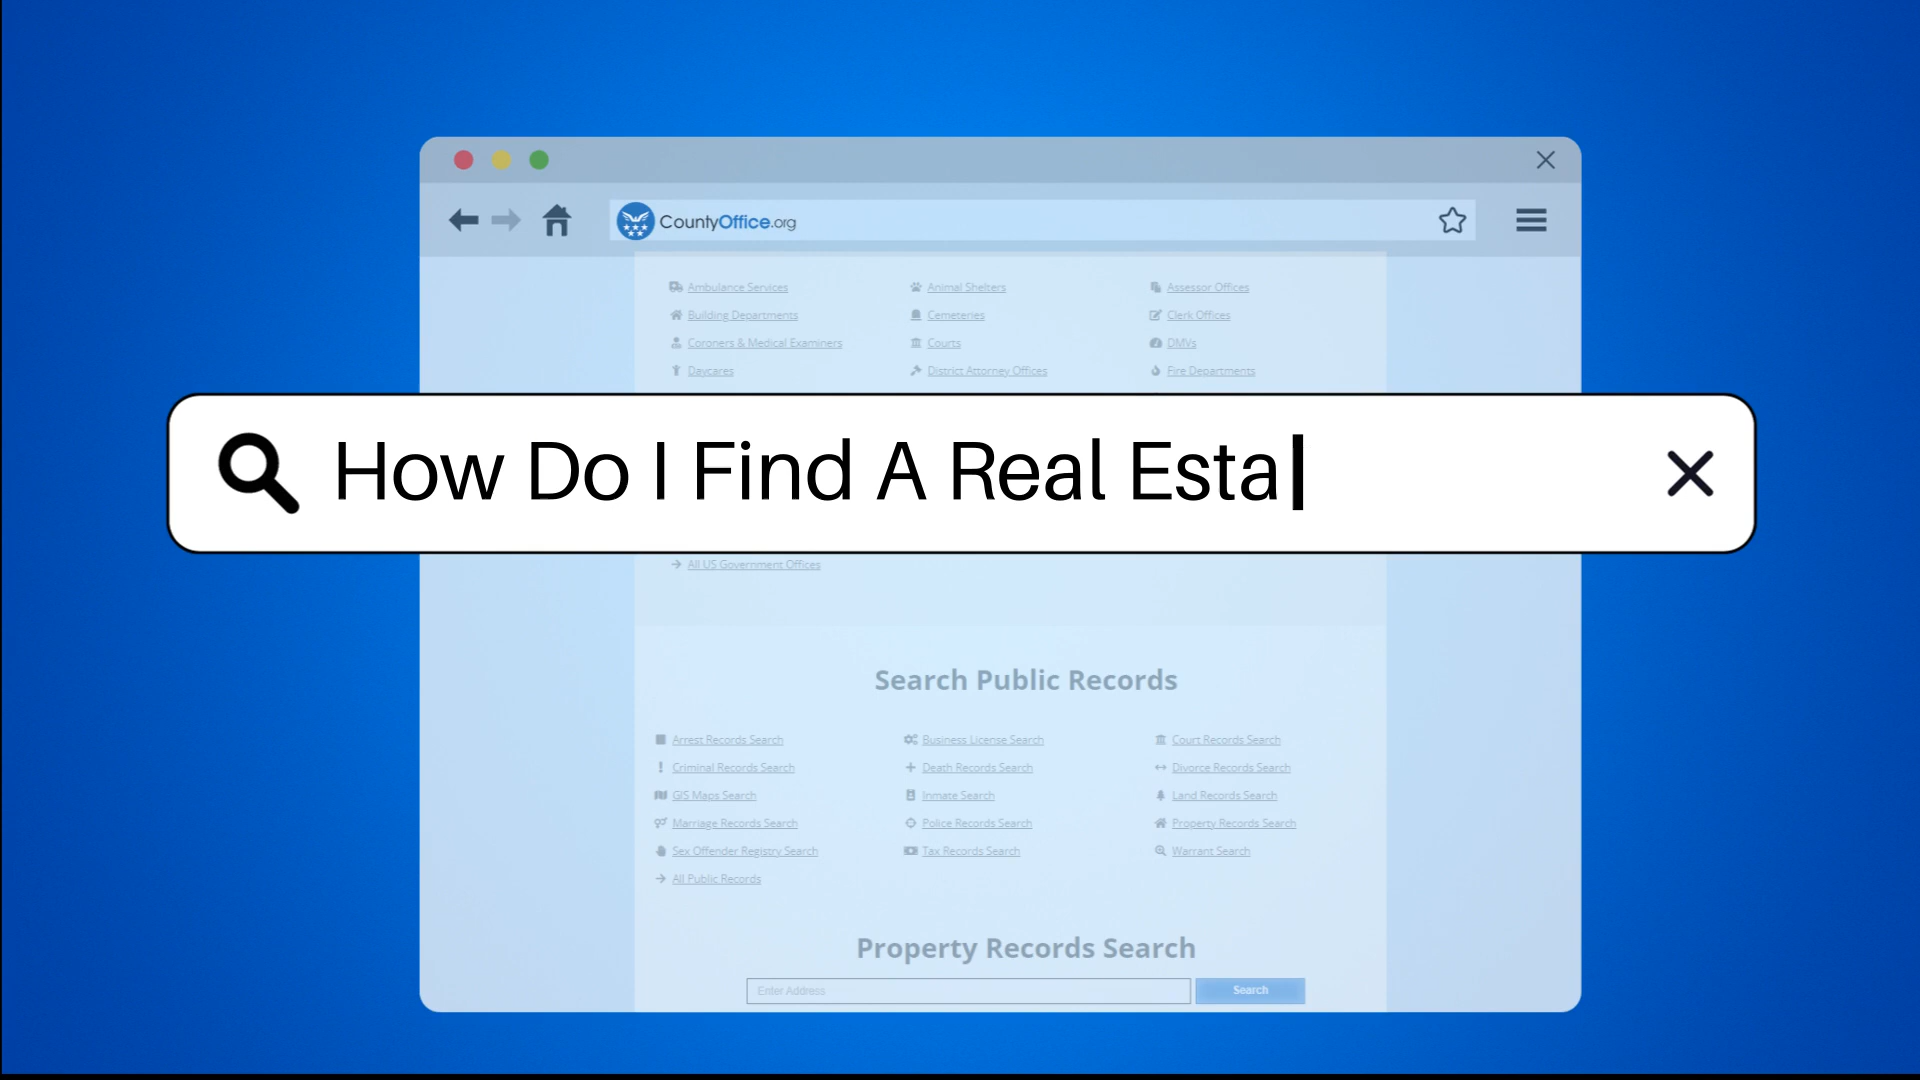 CountyOffice.org
Ambulance Services Animal Shelters Assessor Offices
Building Departments Cemeteries Clerk Offices
Coroners & Medical Examiners Courts DMVs
Daycares District Attorney Offices Fire Departments
How Do I Find A Real Esta
All US Government Offices
Search Public Records
Arrest Records Search Business License Search Court Records Search
Criminal Records Search Death Records Search Divorce Records Search
GIS Maps Search Inmate Search Land Records Search
Marriage Records Search Police Records Search Property Records Search
Sex Offender Registry Search Tax Records Search Warrant Search
All Public Records
Property Records Search
Enter Address Search